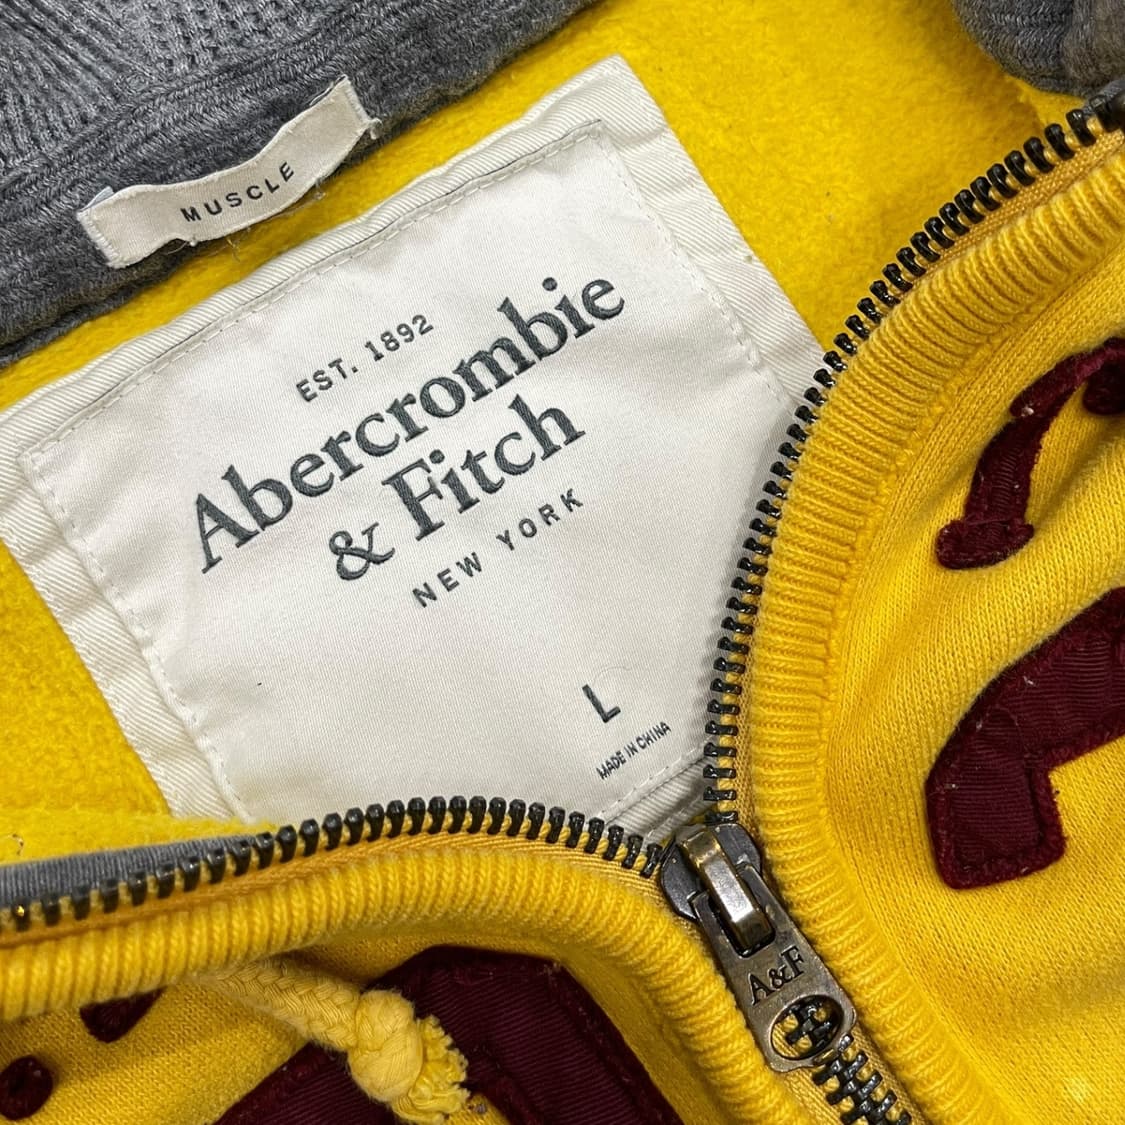 MUSCLE
EST. 1892
Abercrombie
& Fitch
NEW YORK
L
MADE IN CHINA
A&F